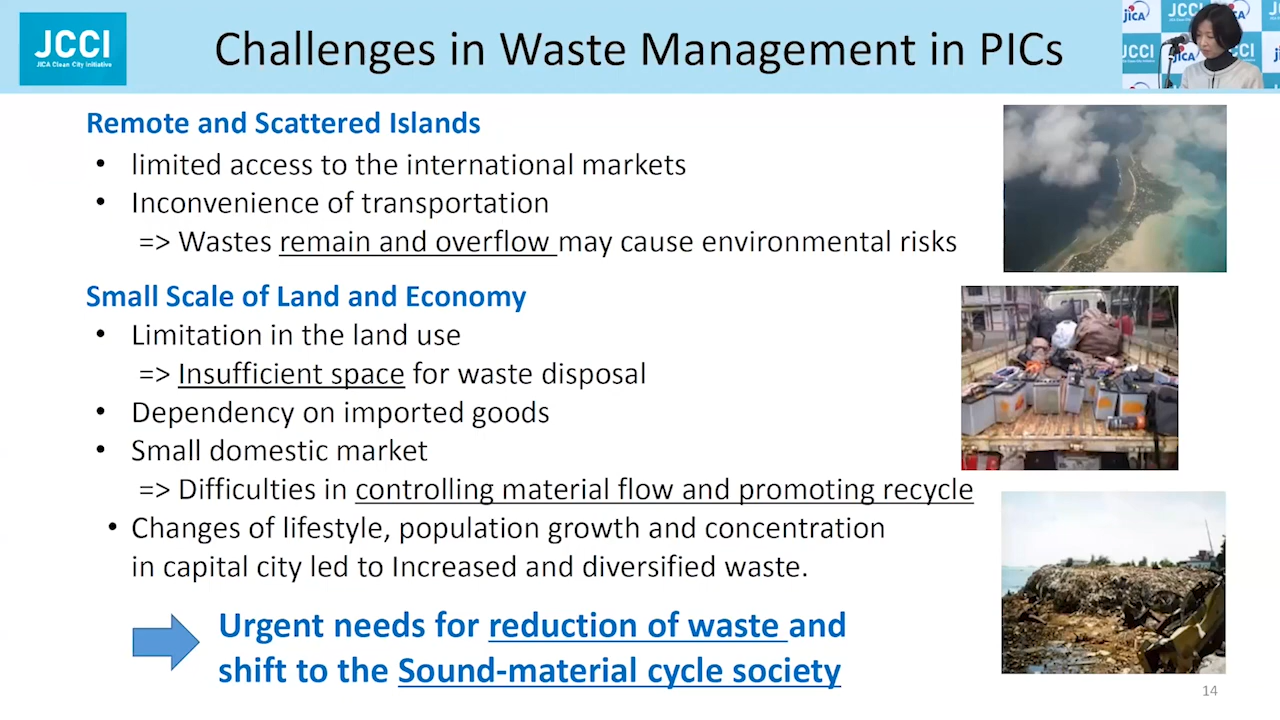 JCCI
JICA Clean City Initiative
Challenges in Waste Management in PICs
JICA
JCCI
JCCI
JICA
Remote and Scattered Islands
• limited access to the international markets
• Inconvenience of transportation
=> Wastes remain and overflow may cause environmental risks
Small Scale of Land and Economy
• Limitation in the land use
=> Insufficient space for waste disposal
• Dependency on imported goods
• Small domestic market
=> Difficulties in controlling material flow and promoting recycle
• Changes of lifestyle, population growth and concentration
in capital city led to Increased and diversified waste.
Urgent needs for reduction of waste and
shift to the Sound-material cycle society
14